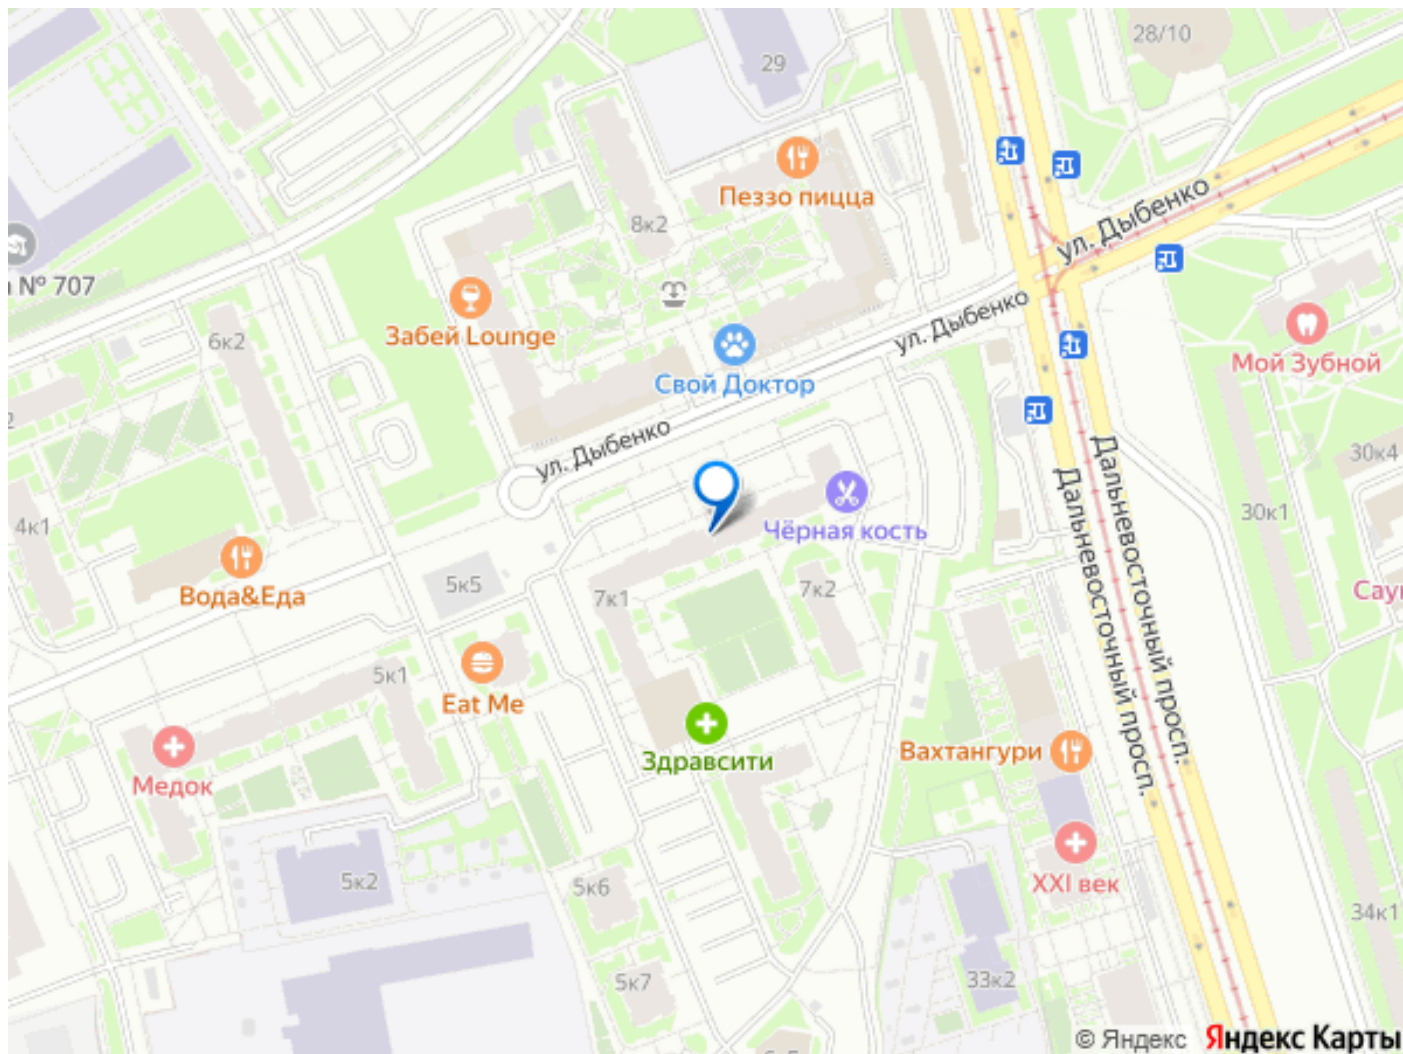 28/10
29
Пеззо пицца
8к2
ул. Дыбенко
№ 707
Забей Lounge
ул. Дыбенко
6к2
Мой Зубной
Свой Доктор
ул. Дыбенко
30к4
4к1
Чёрная кость
30к1
Дальневосточный просп.
Дальневосточный просп.
Вода&Еда
5к5
7к1
7к2
5к1
Eat Me
Вахтангури
Здравсити
Медок
5к2
5к6
XXI век
34к1
5к7
33к2
© Яндекс Яндекс Карты